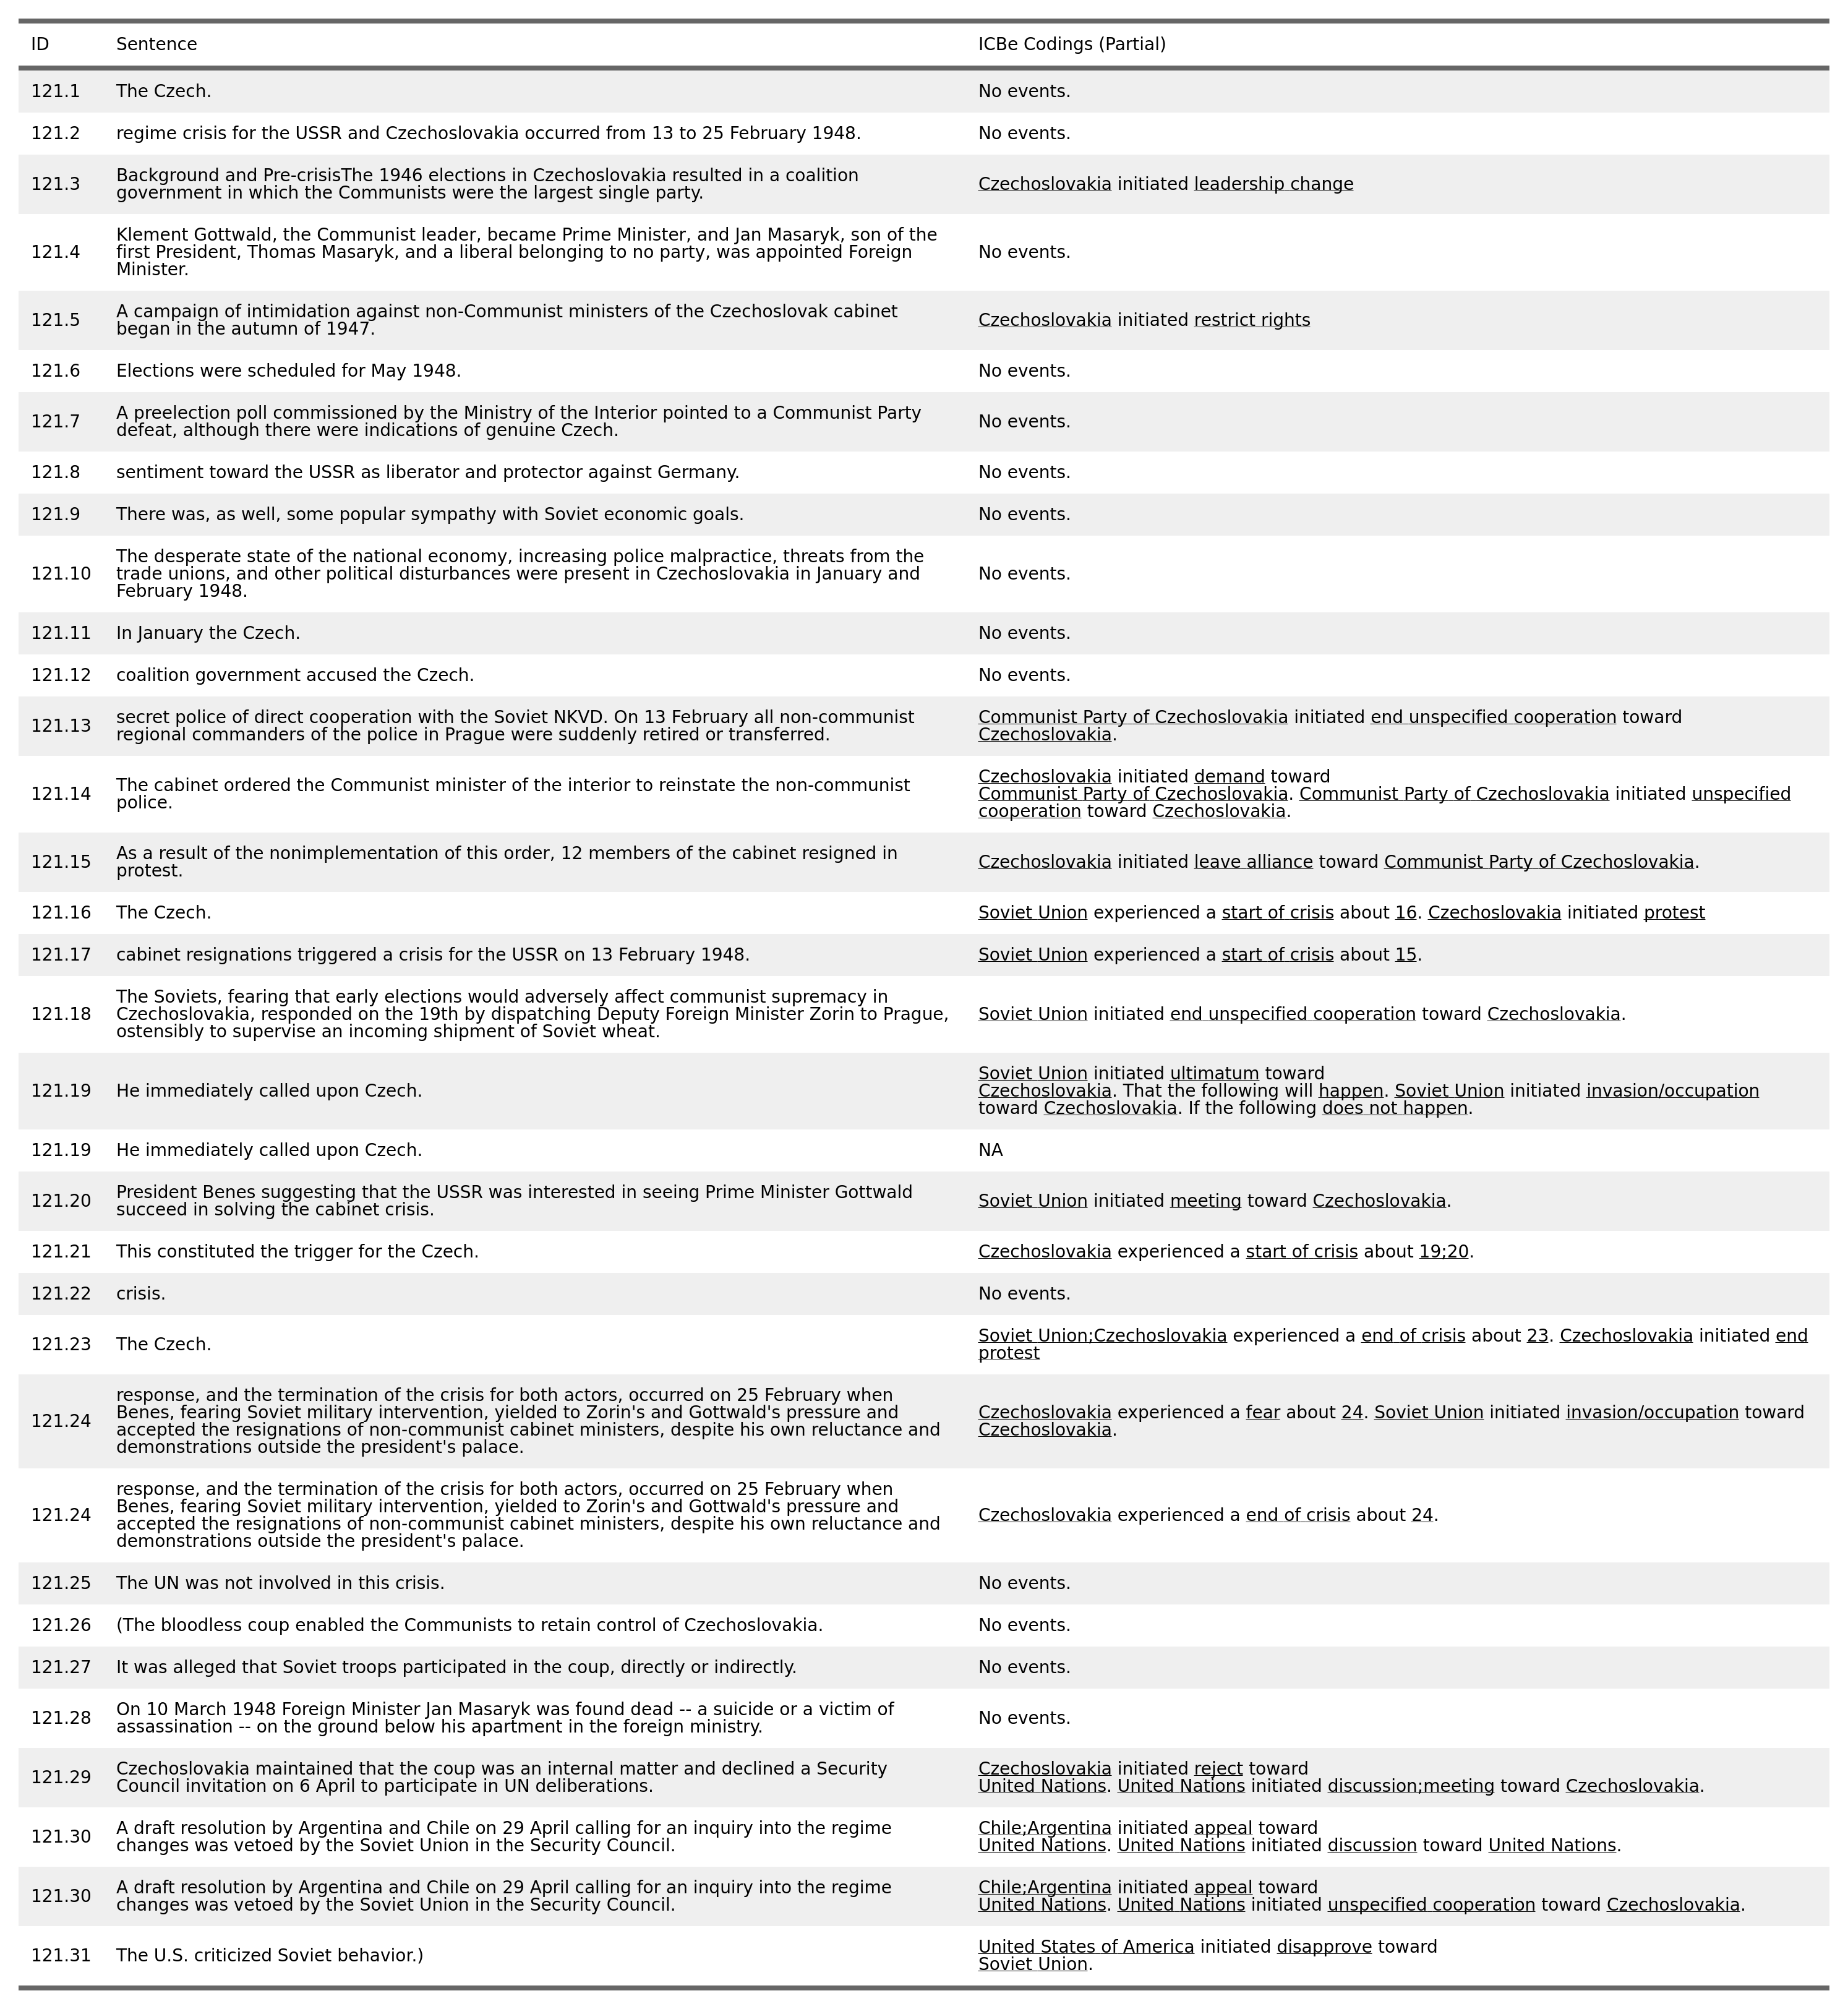 ID Sentence ICBe Codings (Partial)
121.1 The Czech. No events.
121.2 regime crisis for the USSR and Czechoslovakia occurred from 13 to 25 February 1948. No events.
121.3 Background and Pre-crisisThe 1946 elections in Czechoslovakia resulted in a coalition
government in which the Communists were the largest single party.
Czechoslovakia initiated leadership change
121.4 Klement Gottwald, the Communist leader, became Prime Minister, and Jan Masaryk, son of the
first President, Thomas Masaryk, and a liberal belonging to no party, was appointed Foreign
Minister.
No events.
121.5 A campaign of intimidation against non-Communist ministers of the Czechoslovak cabinet
began in the autumn of 1947.
Czechoslovakia initiated restrict rights
121.6 Elections were scheduled for May 1948. No events.
121.7 A preelection poll commissioned by the Ministry of the Interior pointed to a Communist Party
defeat, although there were indications of genuine Czech.
No events.
121.8 sentiment toward the USSR as liberator and protector against Germany. No events.
121.9 There was, as well, some popular sympathy with Soviet economic goals. No events.
121.10 The desperate state of the national economy, increasing police malpractice, threats from the
trade unions, and other political disturbances were present in Czechoslovakia in January and
February 1948.
No events.
121.11 In January the Czech. No events.
121.12 coalition government accused the Czech. No events.
121.13 secret police of direct cooperation with the Soviet NKVD. On 13 February all non-communist
regional commanders of the police in Prague were suddenly retired or transferred.
Communist Party of Czechoslovakia initiated end unspecified cooperation toward
Czechoslovakia.
121.14 The cabinet ordered the Communist minister of the interior to reinstate the non-communist
police.
Czechoslovakia initiated demand toward
Communist Party of Czechoslovakia. Communist Party of Czechoslovakia initiated unspecified
cooperation toward Czechoslovakia.
121.15 As a result of the nonimplementation of this order, 12 members of the cabinet resigned in
protest.
Czechoslovakia initiated leave alliance toward Communist Party of Czechoslovakia.
121.16 The Czech. Soviet Union experienced a start of crisis about 16. Czechoslovakia initiated protest
121.17 cabinet resignations triggered a crisis for the USSR on 13 February 1948. Soviet Union experienced a start of crisis about 15.
121.18 The Soviets, fearing that early elections would adversely affect communist supremacy in
Czechoslovakia, responded on the 19th by dispatching Deputy Foreign Minister Zorin to Prague,
ostensibly to supervise an incoming shipment of Soviet wheat.
Soviet Union initiated end unspecified cooperation toward Czechoslovakia.
121.19 He immediately called upon Czech.
Soviet Union initiated ultimatum toward
Czechoslovakia. That the following will happen. Soviet Union initiated invasion/occupation
toward Czechoslovakia. If the following does not happen.
121.19 He immediately called upon Czech. NA
121.20 President Benes suggesting that the USSR was interested in seeing Prime Minister Gottwald
succeed in solving the cabinet crisis.
Soviet Union initiated meeting toward Czechoslovakia.
121.21 This constituted the trigger for the Czech. Czechoslovakia experienced a start of crisis about 19;20.
121.22 crisis. No events.
121.23 The Czech.
Soviet Union;Czechoslovakia experienced a end of crisis about 23. Czechoslovakia initiated end
protest
121.24 response, and the termination of the crisis for both actors, occurred on 25 February when
Benes, fearing Soviet military intervention, yielded to Zorin's and Gottwald's pressure and
accepted the resignations of non-communist cabinet ministers, despite his own reluctance and
demonstrations outside the president's palace.
Czechoslovakia experienced a fear about 24. Soviet Union initiated invasion/occupation toward
Czechoslovakia.
121.24 response, and the termination of the crisis for both actors, occurred on 25 February when
Benes, fearing Soviet military intervention, yielded to Zorin's and Gottwald's pressure and
accepted the resignations of non-communist cabinet ministers, despite his own reluctance and
demonstrations outside the president's palace.
Czechoslovakia experienced a end of crisis about 24.
121.25 The UN was not involved in this crisis. No events.
121.26 (The bloodless coup enabled the Communists to retain control of Czechoslovakia. No events.
121.27 It was alleged that Soviet troops participated in the coup, directly or indirectly. No events.
121.28 On 10 March 1948 Foreign Minister Jan Masaryk was found dead -- a suicide or a victim of
assassination -- on the ground below his apartment in the foreign ministry.
No events.
121.29 Czechoslovakia maintained that the coup was an internal matter and declined a Security
Council invitation on 6 April to participate in UN deliberations.
Czechoslovakia initiated reject toward
United Nations. United Nations initiated discussion;meeting toward Czechoslovakia.
121.30 A draft resolution by Argentina and Chile on 29 April calling for an inquiry into the regime
changes was vetoed by the Soviet Union in the Security Council.
Chile;Argentina initiated appeal toward
United Nations. United Nations initiated discussion toward United Nations.
121.30 A draft resolution by Argentina and Chile on 29 April calling for an inquiry into the regime
changes was vetoed by the Soviet Union in the Security Council.
Chile;Argentina initiated appeal toward
United Nations. United Nations initiated unspecified cooperation toward Czechoslovakia.
121.31 The U.S. criticized Soviet behavior.)
United States of America initiated disapprove toward
Soviet Union.